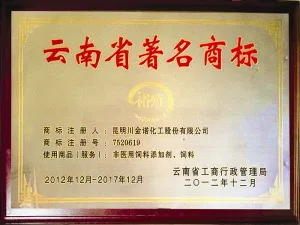 云南省著名商标
商标注册人：昆明川金诺化工股份有限公司
商标注册号：7520619
使用商品（服务）：非医用饲料添加剂、饲料
2012年12月-2017年12月
云南省工商行政管理局
二〇一二年十二月